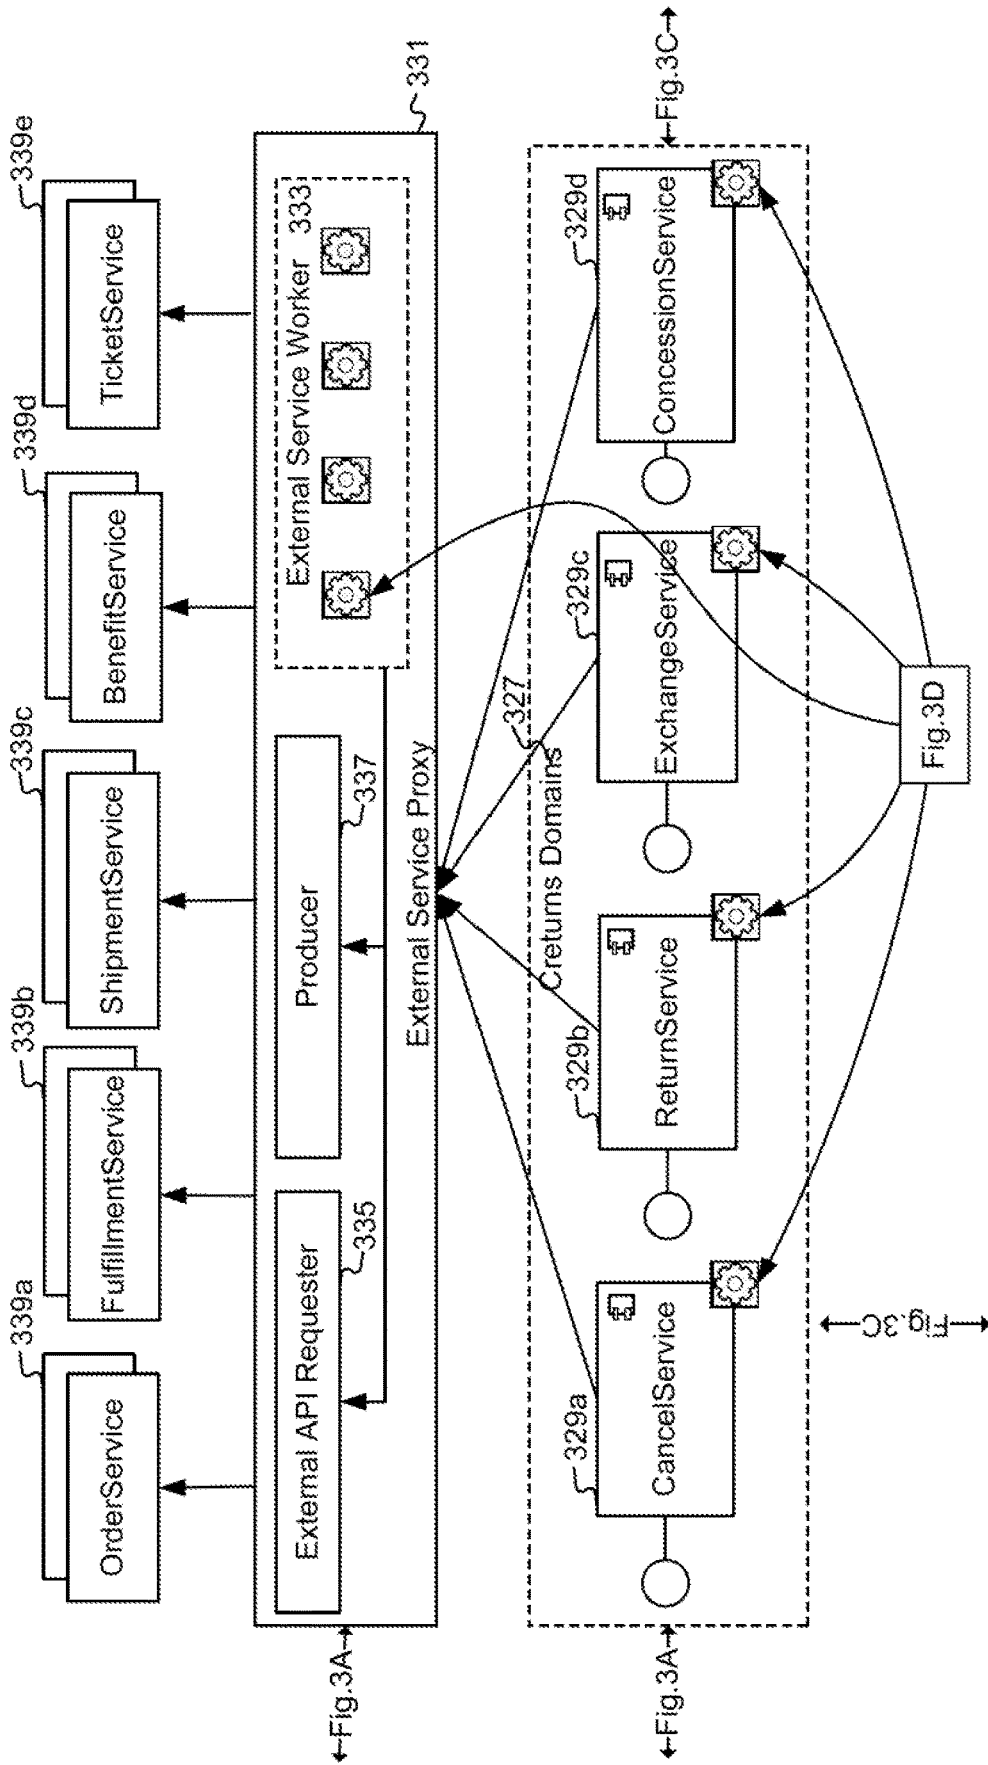 339a
339b
339c
339d
339e
OrderService
FulfillmentService
ShipmentService
BenefitService
TicketService
331
External API Requester
335
Producer
337
External Service Worker 333
External Service Proxy
Fig.3A
Creturns Domains
327
329a
329b
329c
329d
CancelService
ReturnService
ExchangeService
ConcessionService
Fig.3A
Fig.3C
Fig.3C
Fig.3D